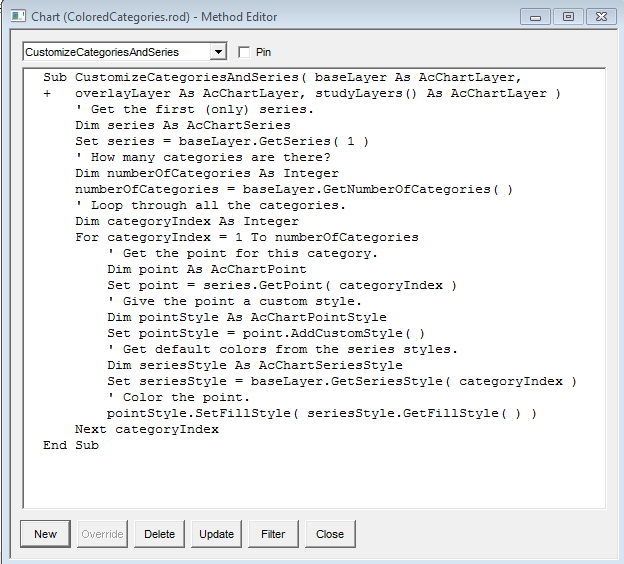 Chart (ColoredCategories.rod) - Method Editor
CustomizeCategoriesAndSeries Pin
Sub CustomizeCategoriesAndSeries( baseLayer As AcChartLayer,
+ overlayLayer As AcChartLayer, studyLayers() As AcChartLayer )
' Get the first (only) series.
Dim series As AcChartSeries
Set series = baseLayer.GetSeries( 1 )
' How many categories are there?
Dim numberOfCategories As Integer
numberOfCategories = baseLayer.GetNumberOfCategories( )
' Loop through all the categories.
Dim categoryIndex As Integer
For categoryIndex = 1 To numberOfCategories
' Get the point for this category.
Dim point As AcChartPoint
Set point = series.GetPoint( categoryIndex )
' Give the point a custom style.
Dim pointStyle As AcChartPointStyle
Set pointStyle = point.AddCustomStyle( )
' Get default colors from the series styles.
Dim seriesStyle As AcChartSeriesStyle
Set seriesStyle = baseLayer.GetSeriesStyle( categoryIndex )
' Color the point.
pointStyle.SetFillStyle( seriesStyle.GetFillStyle( ) )
Next categoryIndex
End Sub
New Override Delete Update Filter Close